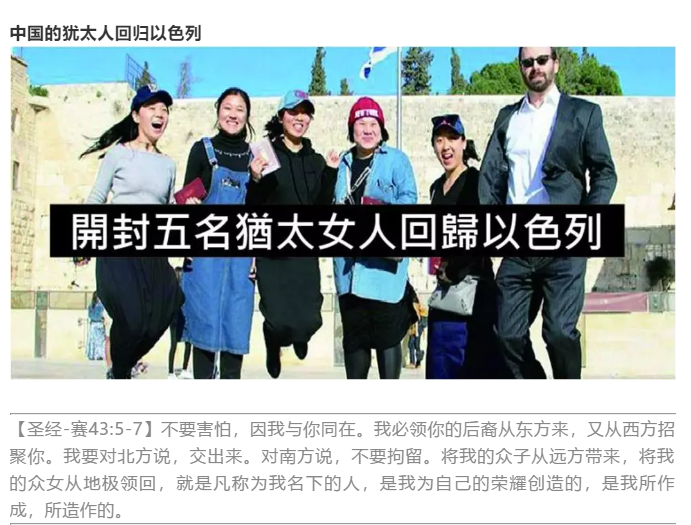 中国的犹太人回归以色列
NEW YORK
開封五名猶太女人回歸以色列
【圣经-赛43:5-7】不要害怕，因我与你同在。我必领你的后裔从东方来，又从西方招
聚你。我要对北方说，交出来。对南方说，不要拘留。将我的众子从远方带来，将我
的众女从地极领回，就是凡称为我名下的人，是我为自己的荣耀创造的，是我所作
成，所造作的。